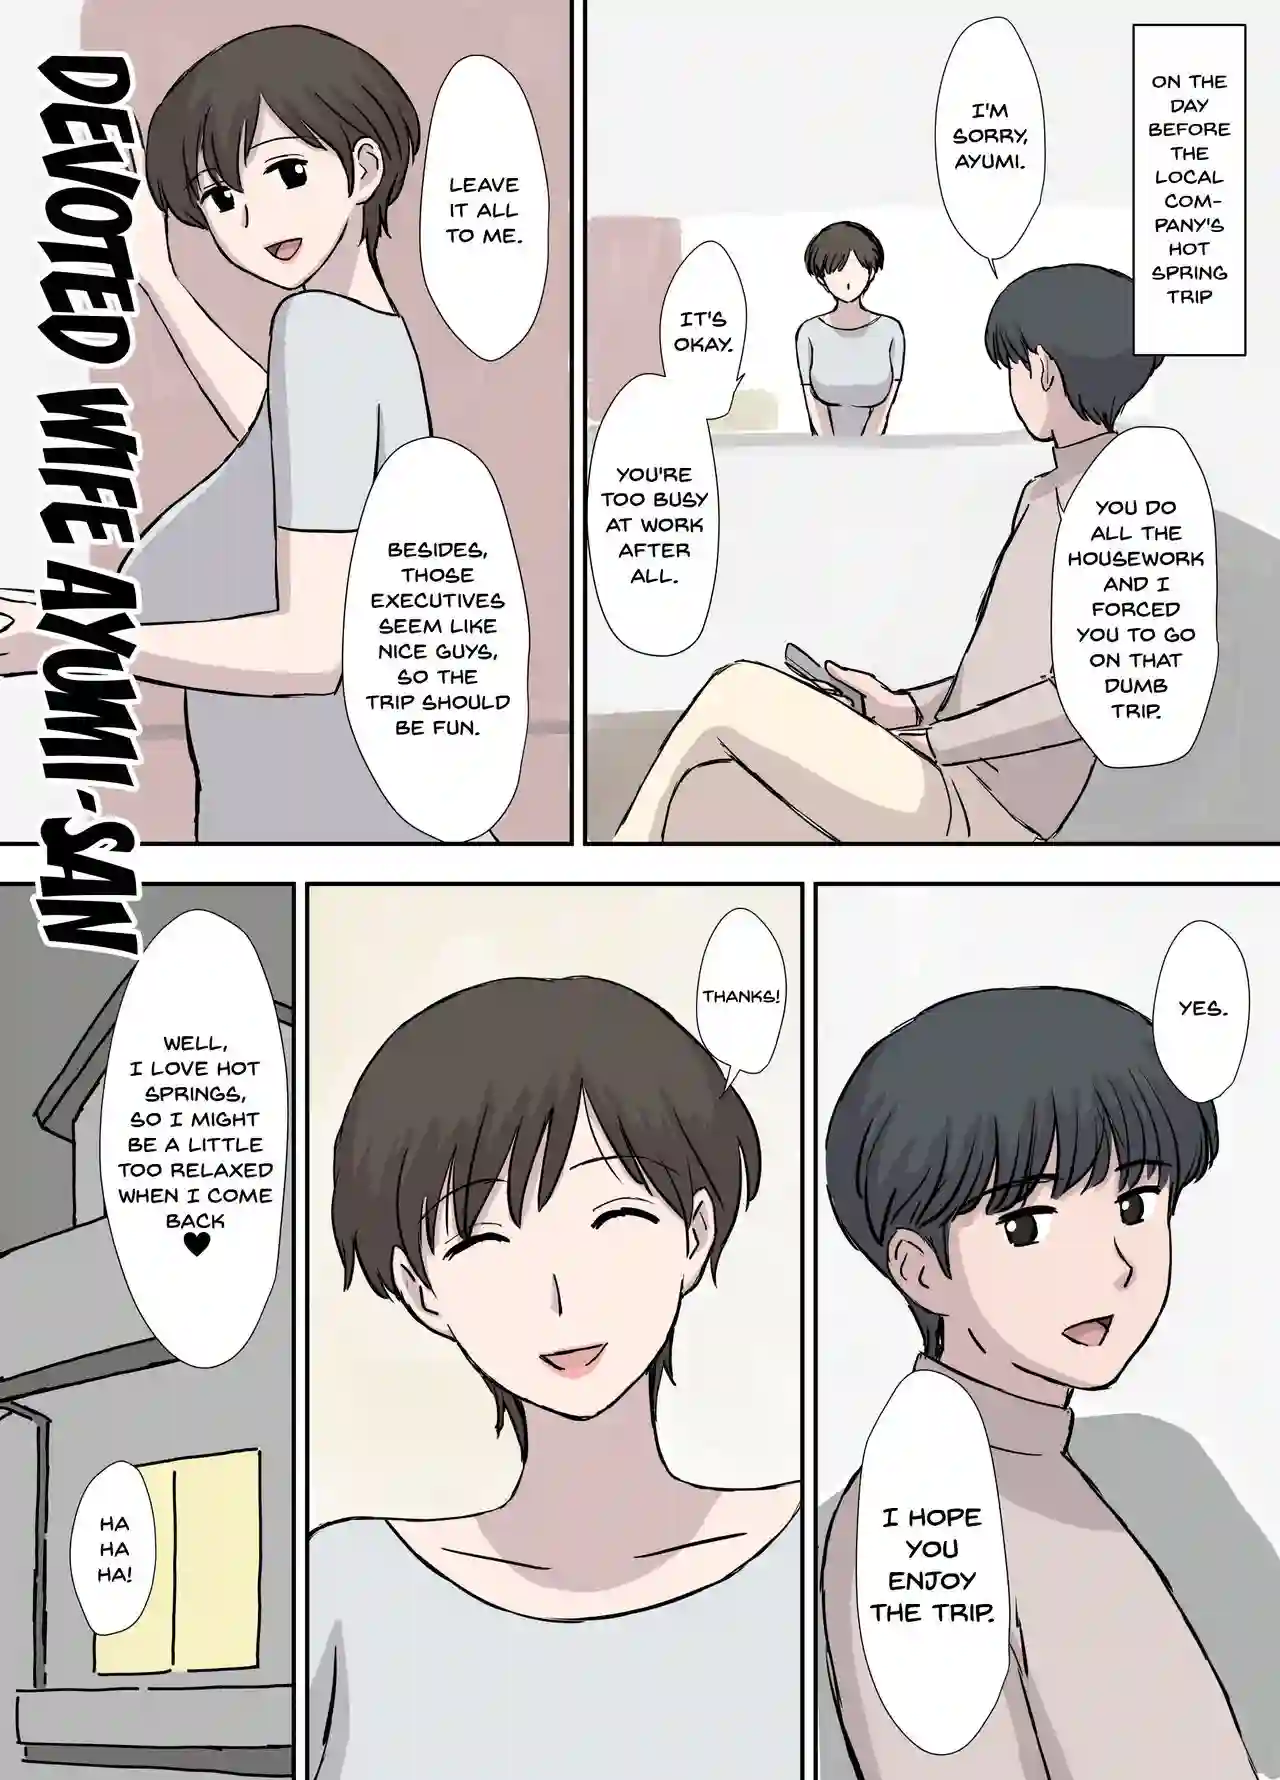 ON THE
DAY
BEFORE
THE
LOCAL
COM-
PANY'S
HOT
SPRING
TRIP
I'M
SORRY,
AYUMI.
YOU DO
ALL THE
HOUSEWORK
AND I
FORCED
YOU TO GO
ON THAT
DUMB
TRIP.
IT'S
OKAY.
YOU'RE
TOO BUSY
AT WORK
AFTER
ALL.
LEAVE
IT ALL
TO ME.
BESIDES,
THOSE
EXECUTIVES
SEEM LIKE
NICE GUYS,
SO THE
TRIP SHOULD
BE FUN.
DEVOTED WIFE AYUMI-SAN
YES.
I HOPE
YOU
ENJOY
THE TRIP.
THANKS!
WELL,
I LOVE HOT
SPRINGS,
SO I MIGHT
BE A LITTLE
TOO RELAXED
WHEN I COME
BACK
♥
HA
HA
HA!